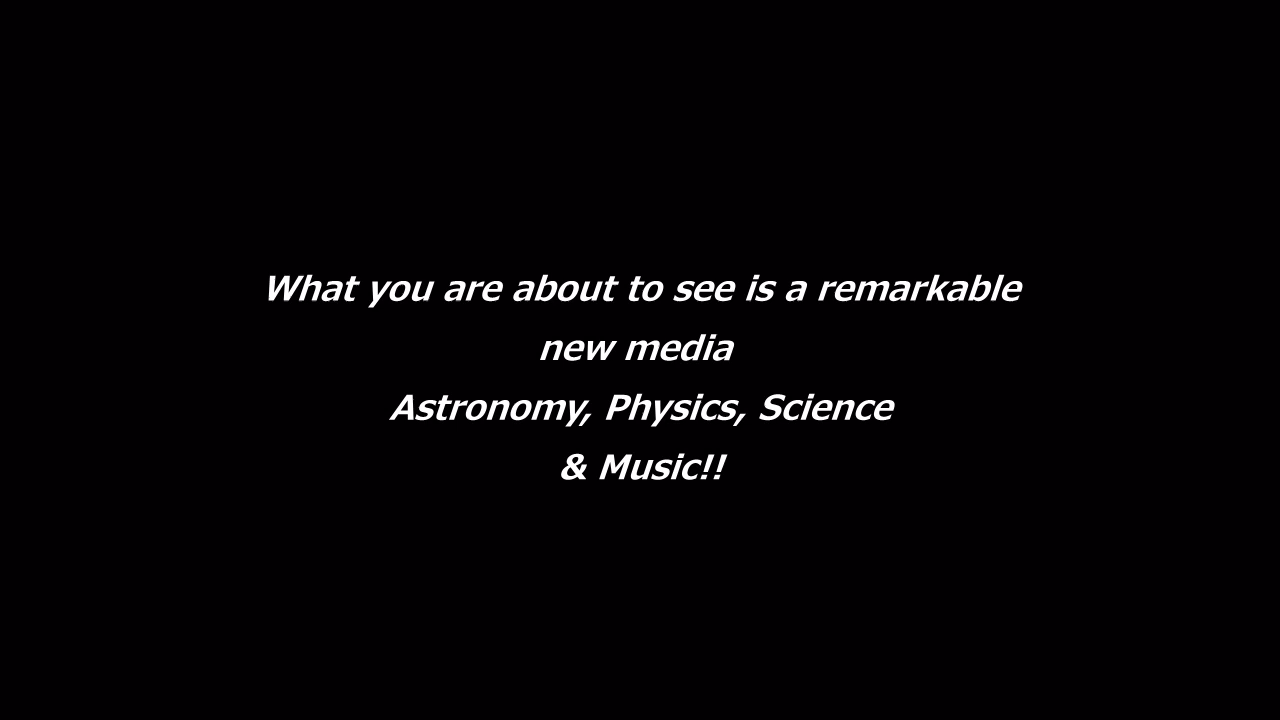 What you are about to see is a remarkable
new media
Astronomy, Physics, Science
& Music!!